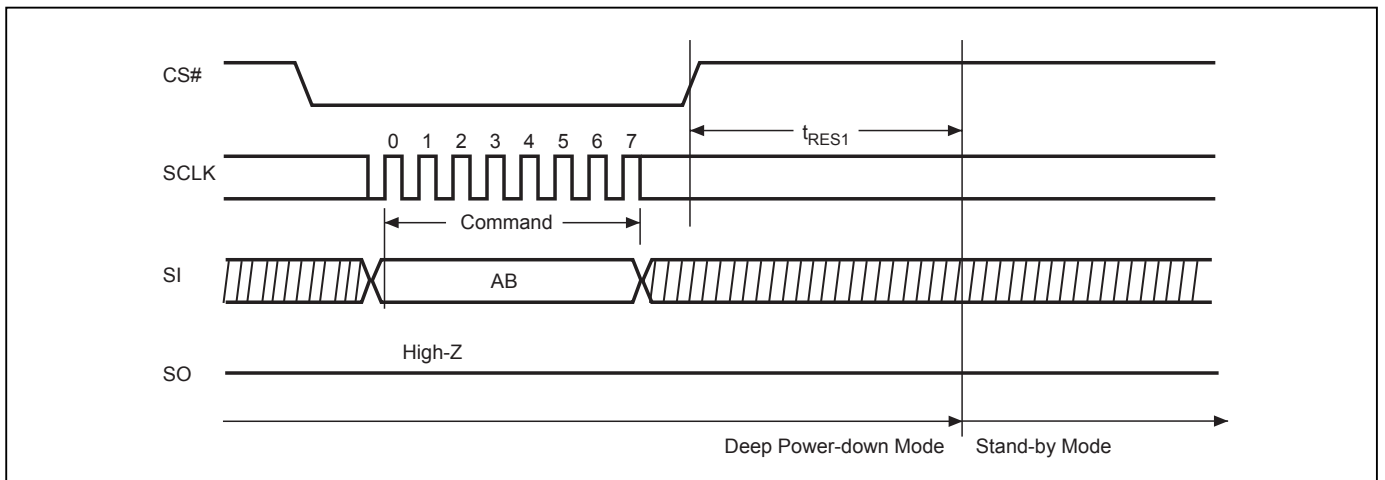 CS#
tRES1
0 1 2 3 4 5 6 7
SCLK
Command
SI
AB
High-Z
SO
Deep Power-down Mode Stand-by Mode